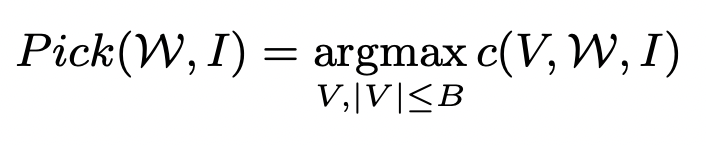 Pick(𝒲, I) = argmax c(V, 𝒲, I)
V,|V|≤B